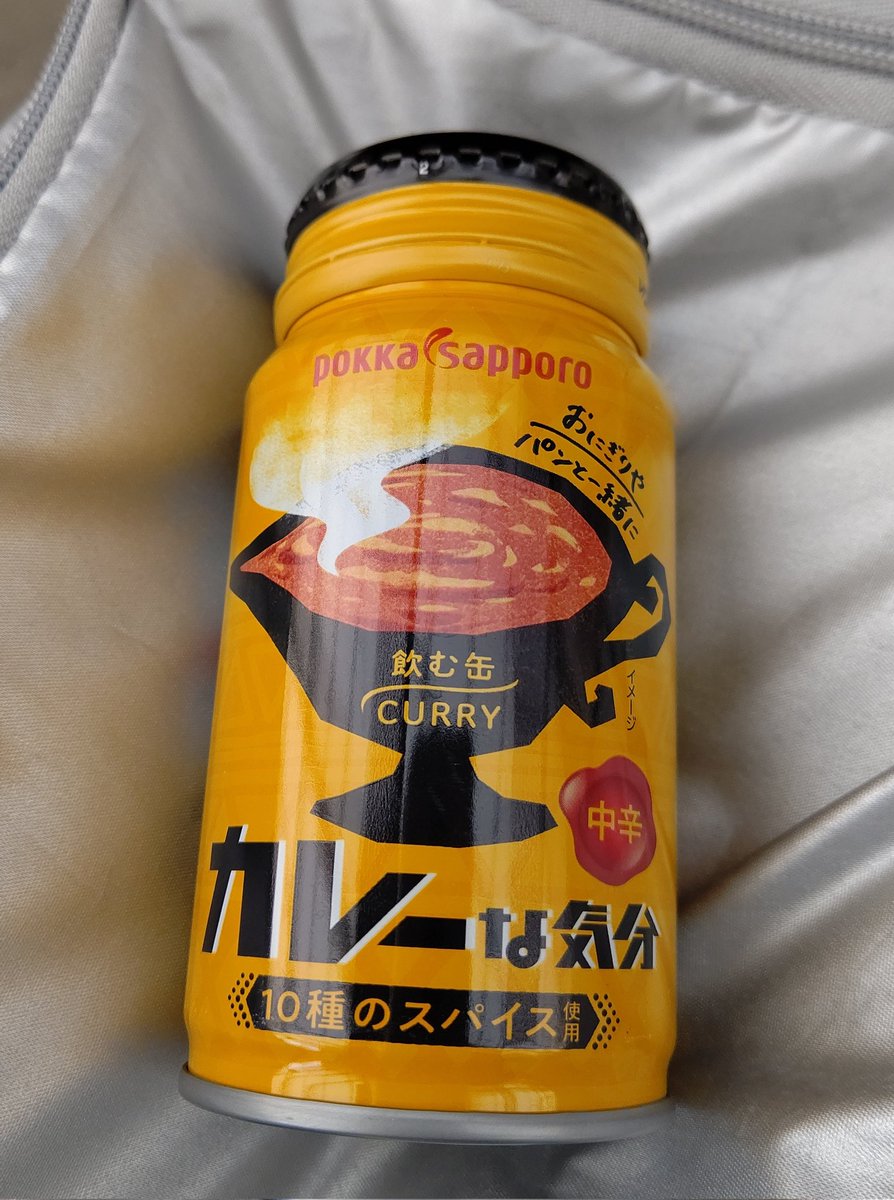 POKKA sapporo
おにぎりや
パンと一緒に
飲む缶
CURRY
イメージ
中辛
カレーな気分
10種のスパイス使用